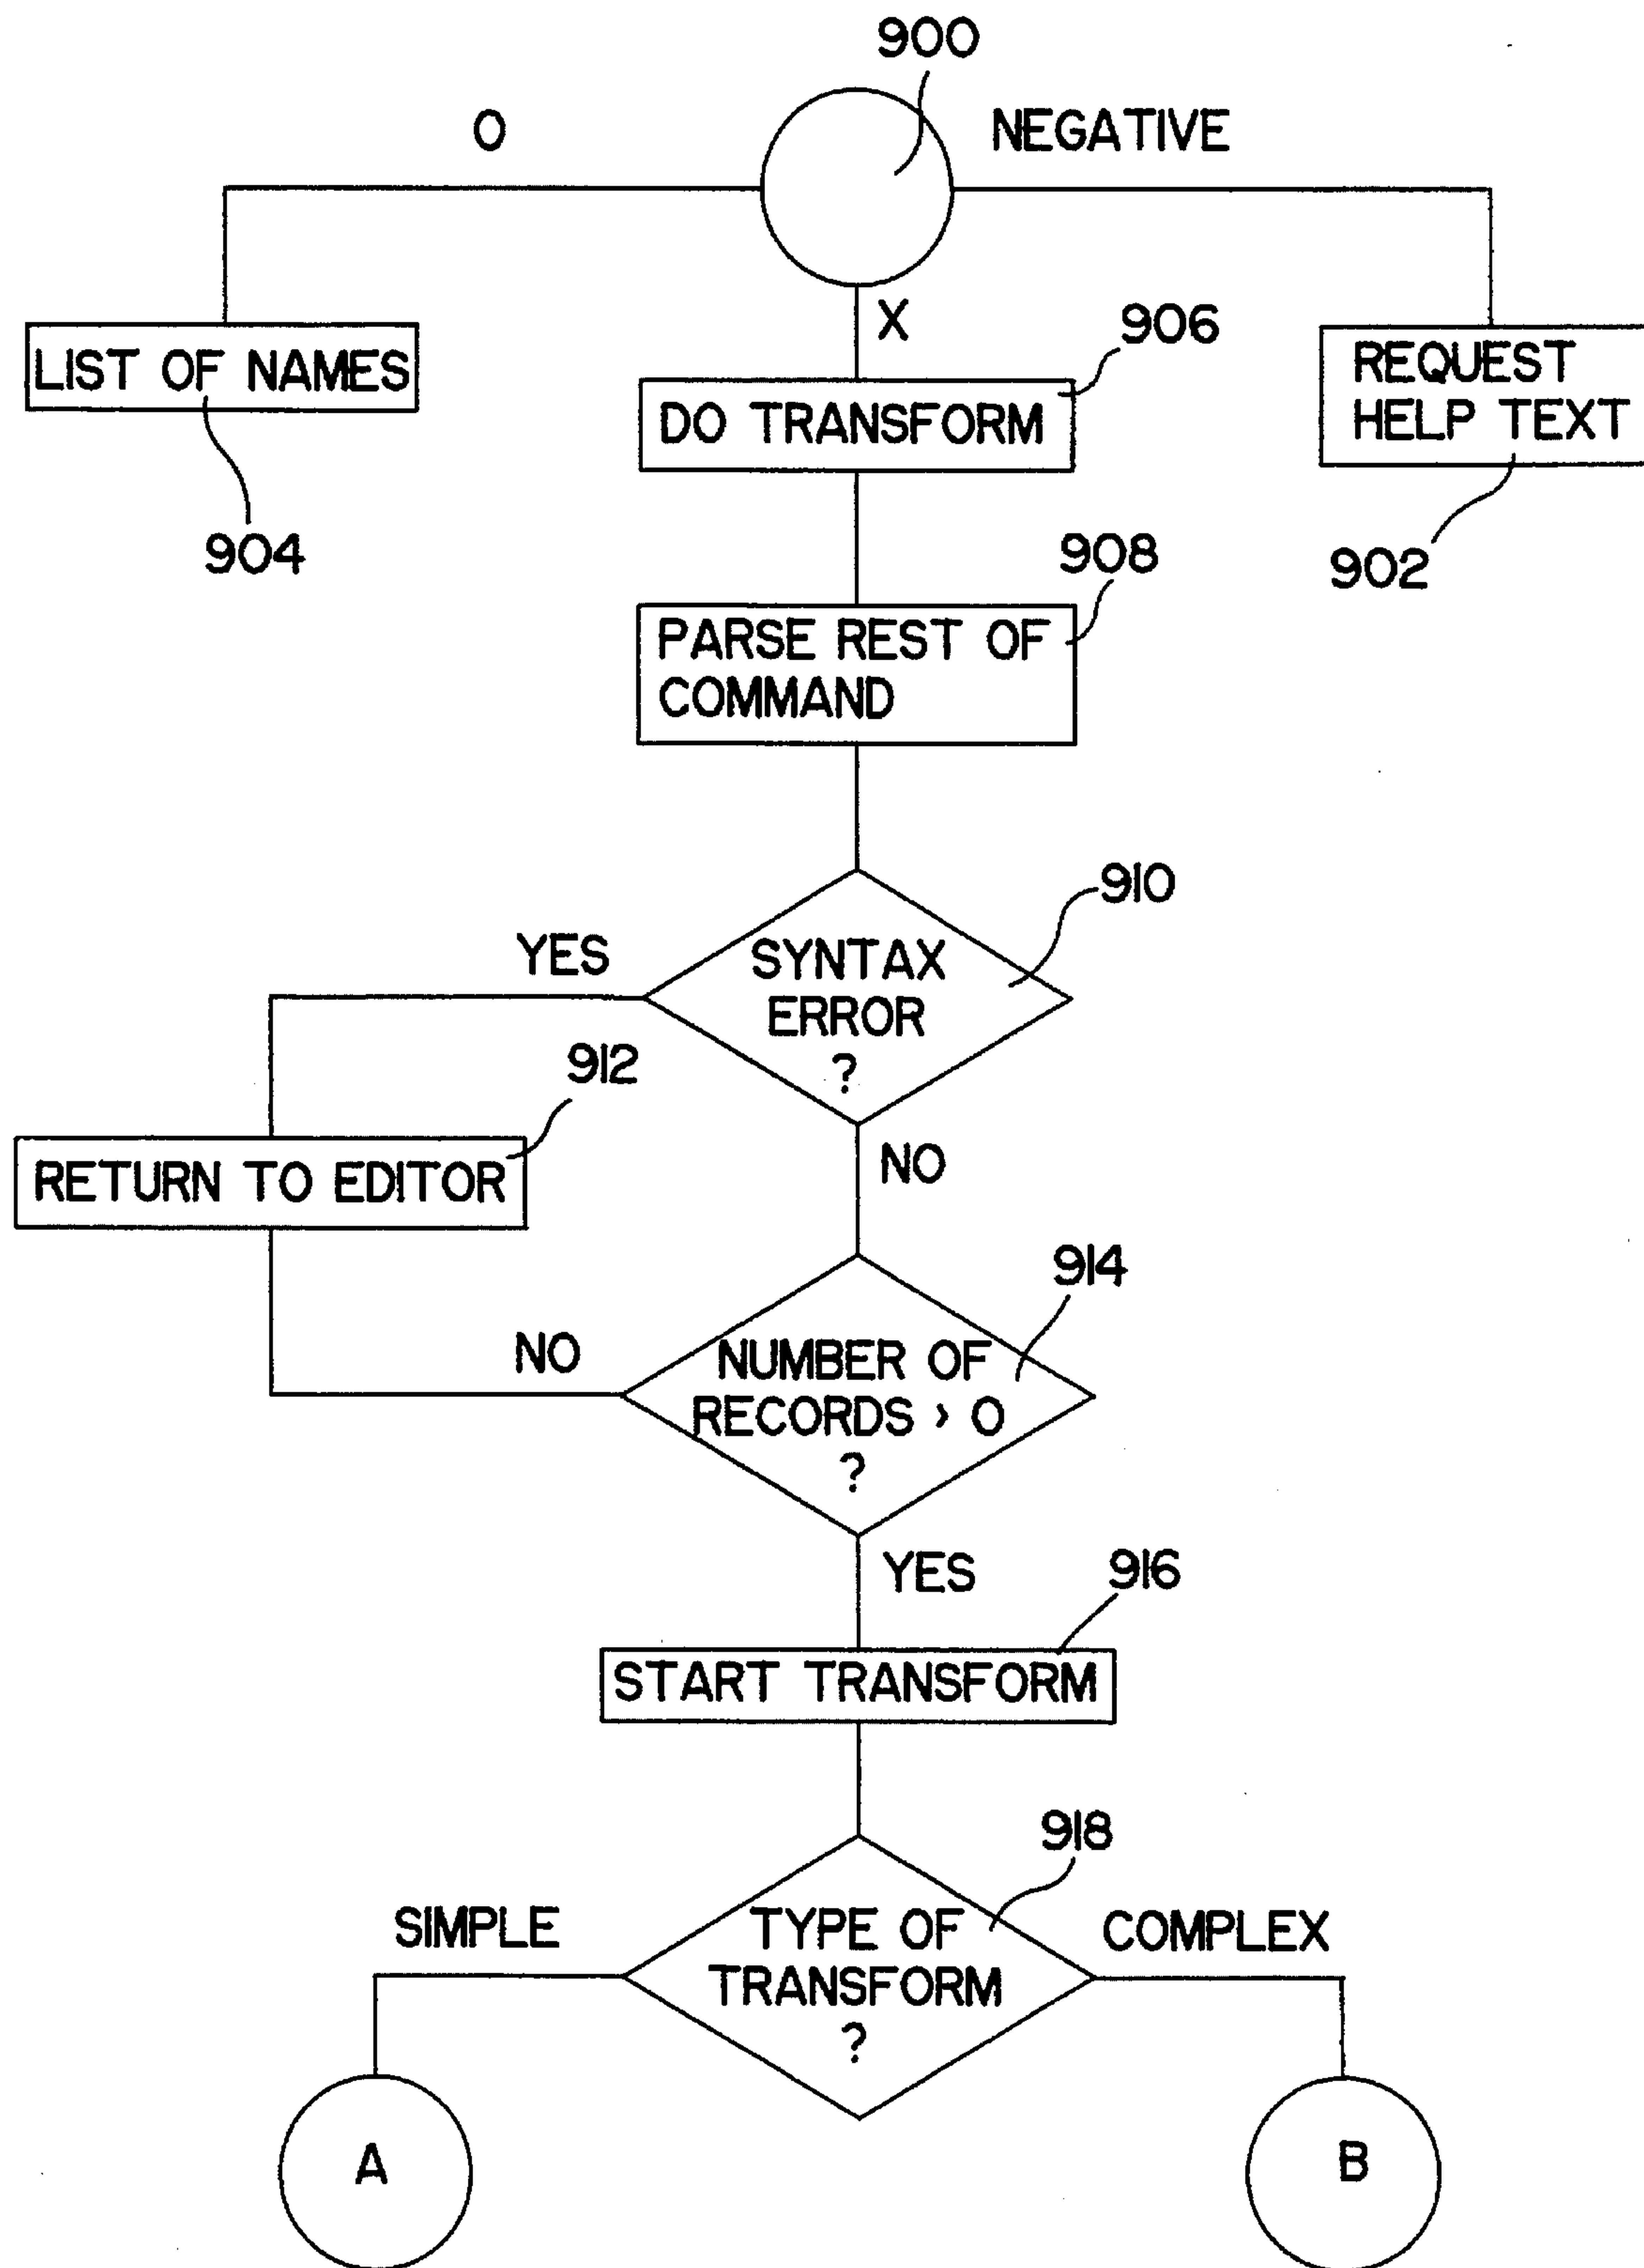 900
O
NEGATIVE
X
906
LIST OF NAMES
DO TRANSFORM
REQUEST
HELP TEXT
904
908
902
PARSE REST OF
COMMAND
910
YES
SYNTAX
ERROR
?
912
NO
RETURN TO EDITOR
914
NO
NUMBER OF
RECORDS > O
?
YES
916
START TRANSFORM
918
SIMPLE
TYPE OF
TRANSFORM
?
COMPLEX
A
B